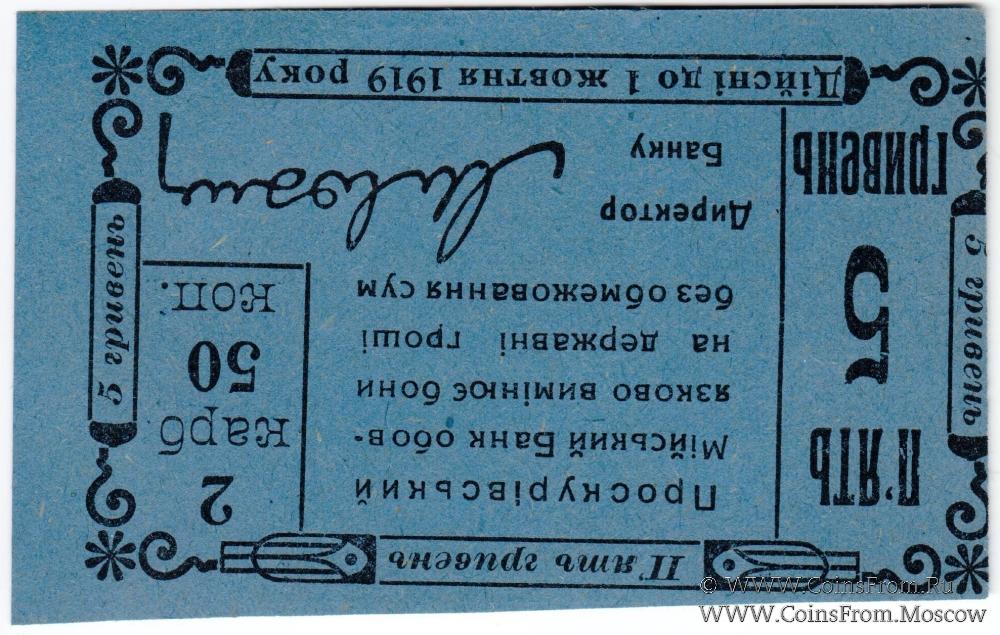 П'ять гривень
П'ЯТЬ
5
гривень
Проскурівський
Міський Банк обов-
язково вимінює бони
на державні гроші
без обмежования сум
Директор
Банку
2
карб
50
коп.
5 гривень
5 гривень
Дійсні до 1 жовтня 1919 року
© WWW.CoinsFrom.Ru
WWW.CoinsFrom.Moscow